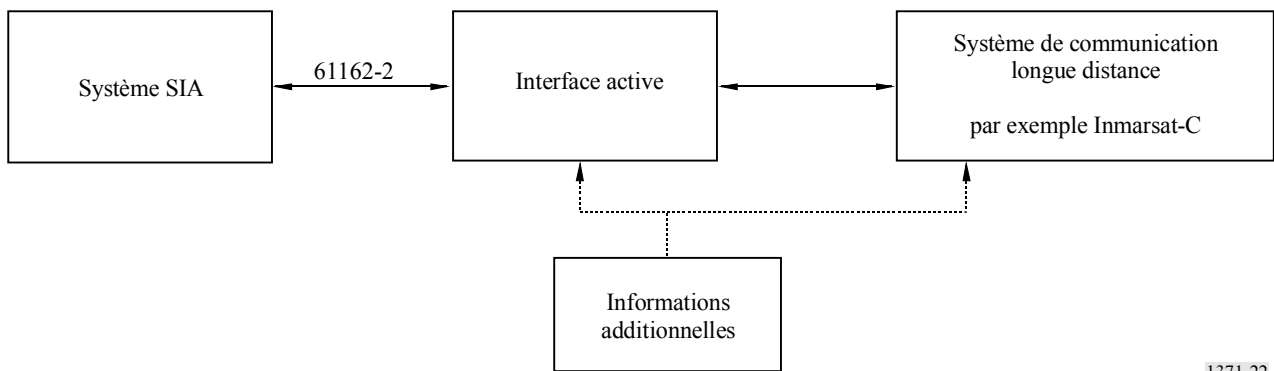 Système SIA
61162-2
Interface active
Système de communication
longue distance
par exemple Inmarsat-C
Informations
additionnelles
1371-22